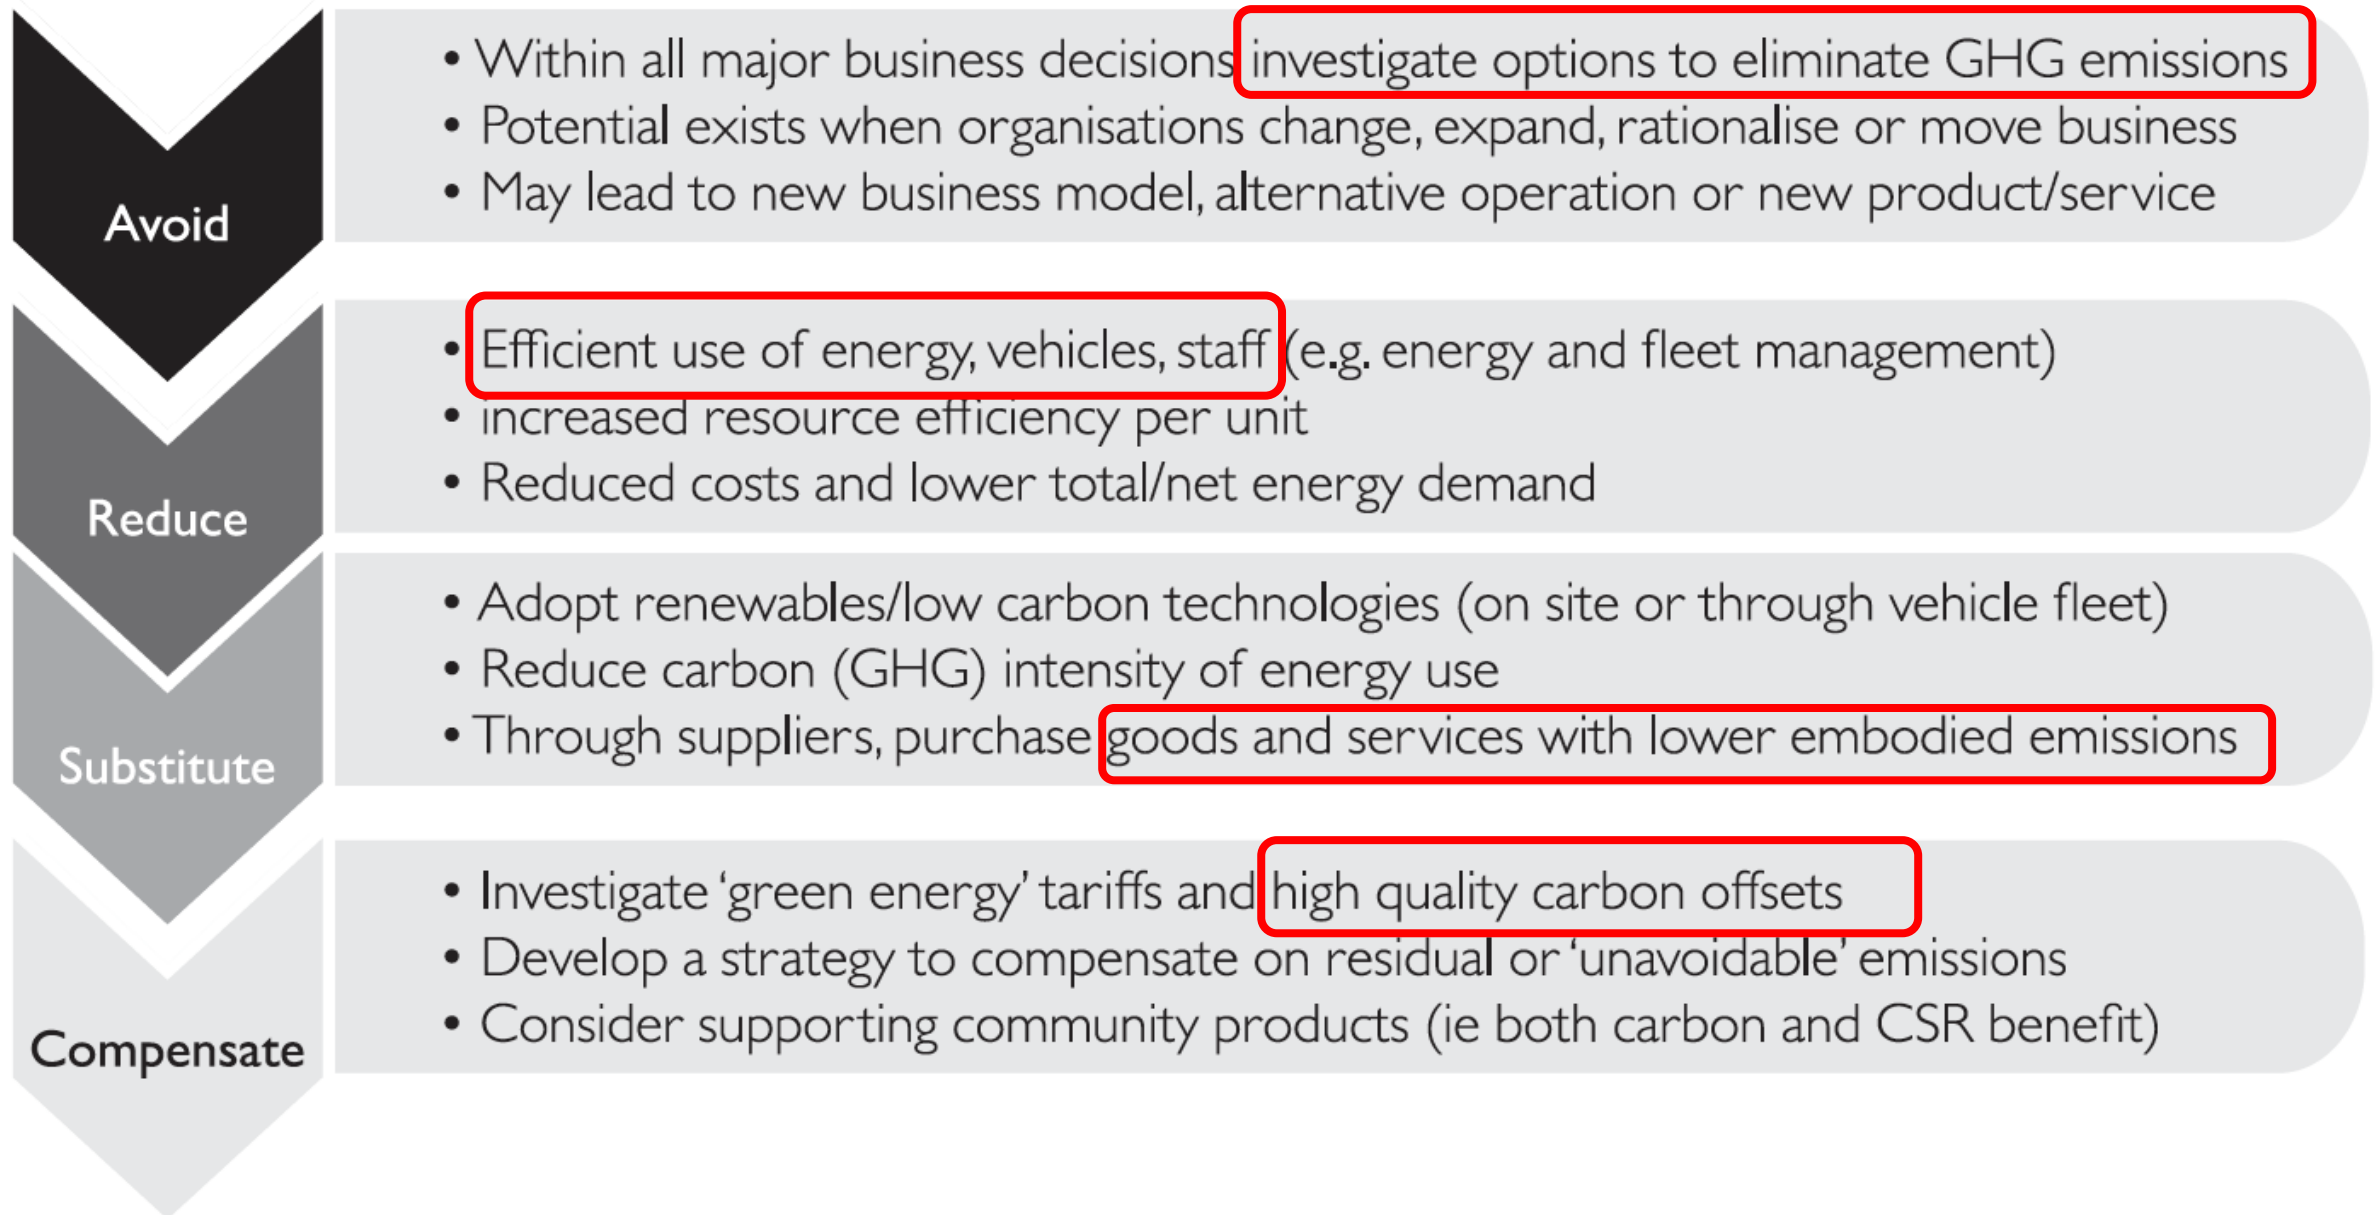 Avoid
• Within all major business decisions investigate options to eliminate GHG emissions
• Potential exists when organisations change, expand, rationalise or move business
• May lead to new business model, alternative operation or new product/service
Reduce
• Efficient use of energy, vehicles, staff (e.g. energy and fleet management)
• increased resource efficiency per unit
• Reduced costs and lower total/net energy demand
Substitute
• Adopt renewables/low carbon technologies (on site or through vehicle fleet)
• Reduce carbon (GHG) intensity of energy use
• Through suppliers, purchase goods and services with lower embodied emissions
Compensate
• Investigate ‘green energy’ tariffs and high quality carbon offsets
• Develop a strategy to compensate on residual or ‘unavoidable’ emissions
• Consider supporting community products (ie both carbon and CSR benefit)